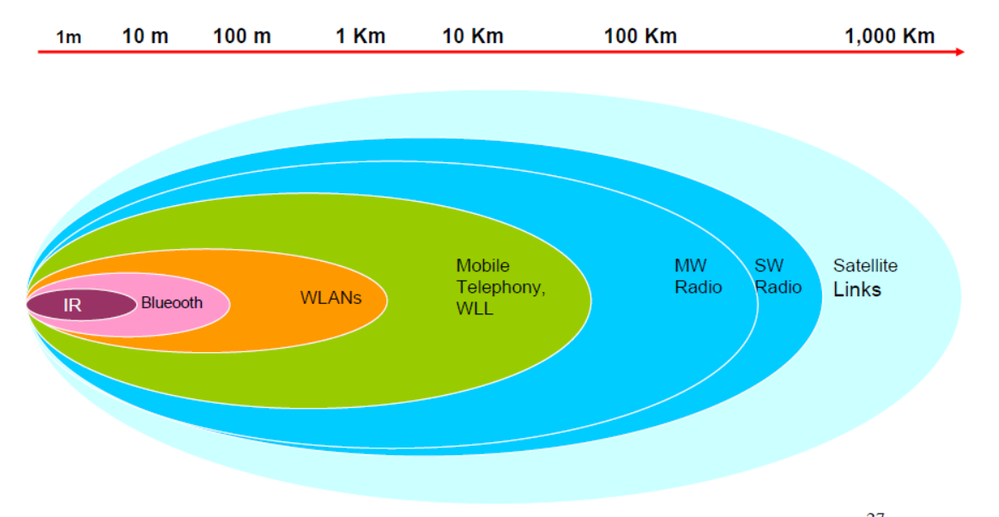 1m 10 m 100 m 1 Km 10 Km 100 Km 1,000 Km
Mobile
Telephony,
WLL
MW
Radio
SW
Radio
Satellite
Links
IR
Blueooth
WLANs